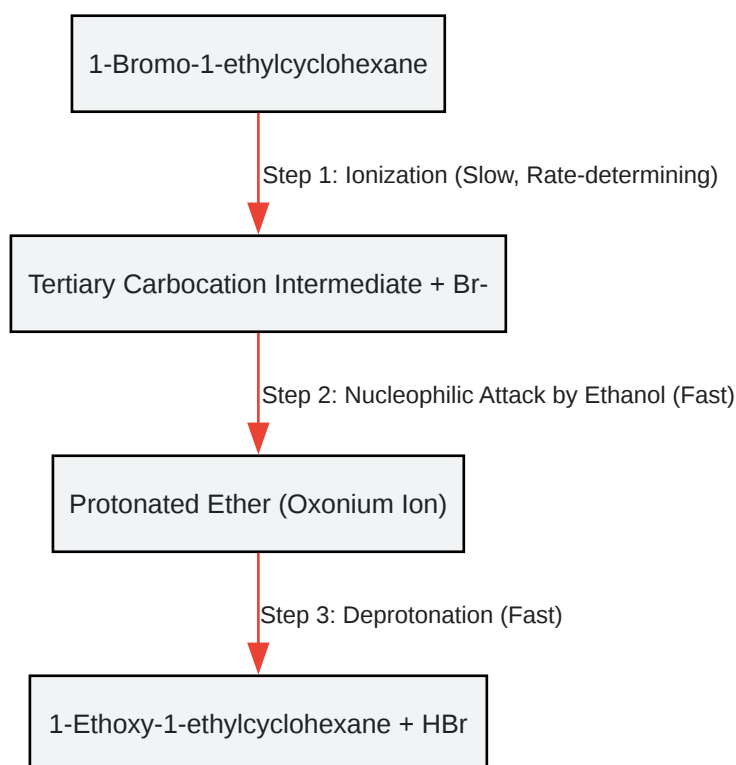 1-Bromo-1-ethylcyclohexane
Step 1: Ionization (Slow, Rate-determining)
Tertiary Carbocation Intermediate + Br-
Step 2: Nucleophilic Attack by Ethanol (Fast)
Protonated Ether (Oxonium Ion)
Step 3: Deprotonation (Fast)
1-Ethoxy-1-ethylcyclohexane + HBr